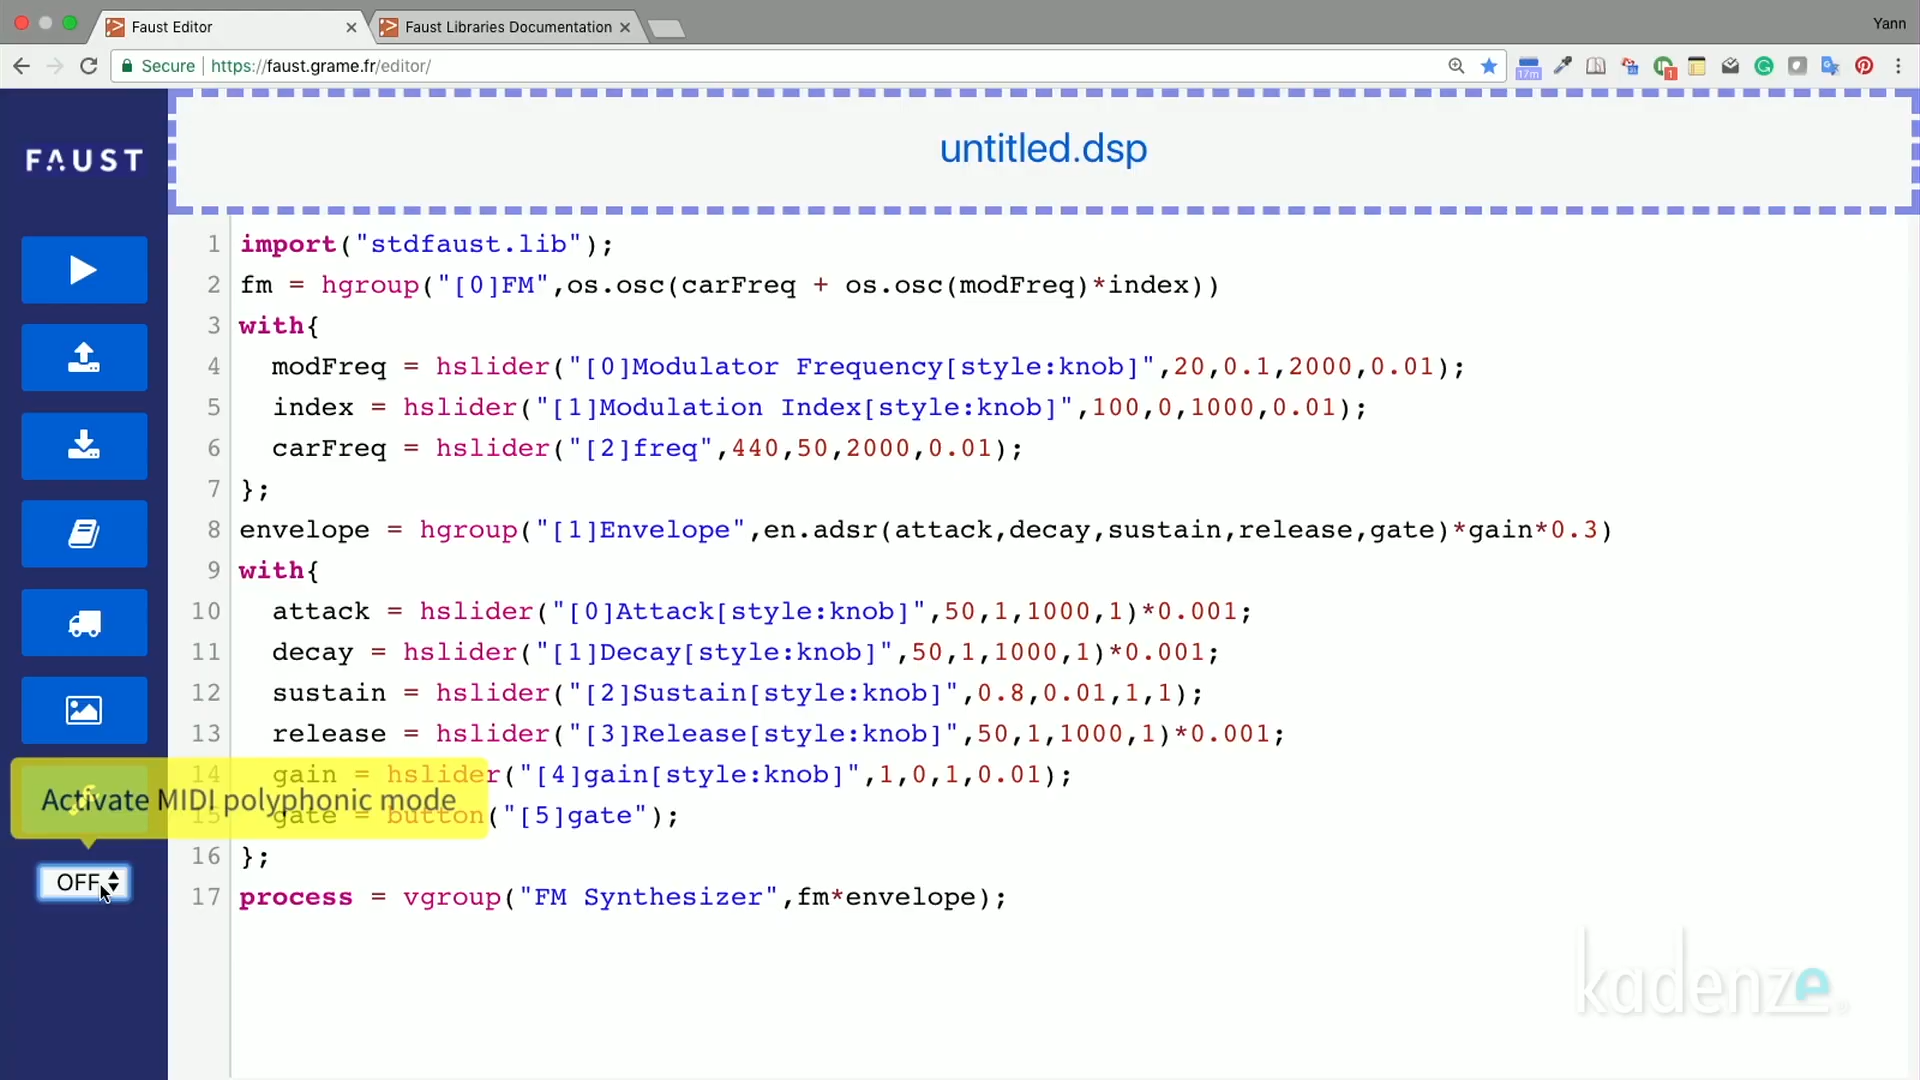 Faust Editor
Faust Libraries Documentation
Yann
Secure
https://faust.grame.fr/editor/
17m
1
FAUST
untitled.dsp
1 import("stdfaust.lib");
2 fm = hgroup("[0]FM",os.osc(carFreq + os.osc(modFreq)*index))
3 with{
4 modFreq = hslider("[0]Modulator Frequency[style:knob]",20,0.1,2000,0.01);
5 index = hslider("[1]Modulation Index[style:knob]",100,0,1000,0.01);
6 carFreq = hslider("[2]freq",440,50,2000,0.01);
7 };
8 envelope = hgroup("[1]Envelope",en.adsr(attack,decay,sustain,release,gate)*gain*0.3)
9 with{
10 attack = hslider("[0]Attack[style:knob]",50,1,1000,1)*0.001;
11 decay = hslider("[1]Decay[style:knob]",50,1,1000,1)*0.001;
12 sustain = hslider("[2]Sustain[style:knob]",0.8,0.01,1,1);
13 release = hslider("[3]Release[style:knob]",50,1,1000,1)*0.001;
14 gain = hslider("[4]gain[style:knob]",1,0,1,0.01);
Activate MIDI polyphonic mode
15 gate = button("[5]gate");
16 };
OFF
17 process = vgroup("FM Synthesizer",fm*envelope);
kadenze